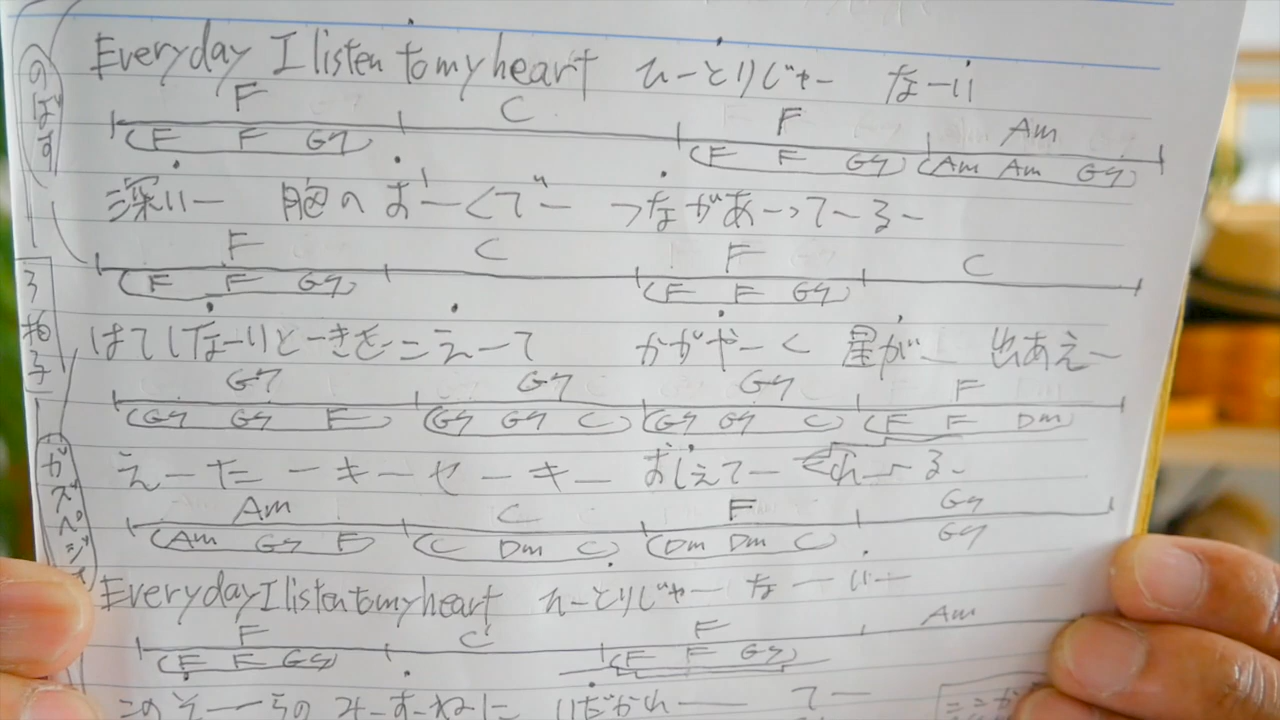 Everyday I listen to my heart ひーとりじゃー なーい
F C F Am
(F F G7) (F F G7) (Am Am G7)
深いー 胸の おーくでー つながあーってーるー
F C F C
(F F G7) (F F G7)
はてしなーいとーきをーこえーて かがやーく 星が 出あえー
G7 G7 G7 F
(G7 G7 F) (G7 G7 C) (G7 G7 C) (F F Dm)
えーたーキーセーキー おしえてーくれーるー
Am C F G7
(Am G7 F) (C Dm C) (Dm Dm C) G7
Everyday I listen to my heart ひーとりじゃー なーいー
F C F Am
(F F G7) (F F G7)
このそーらの みーすーねに いだかれー てー
のばす
3拍子